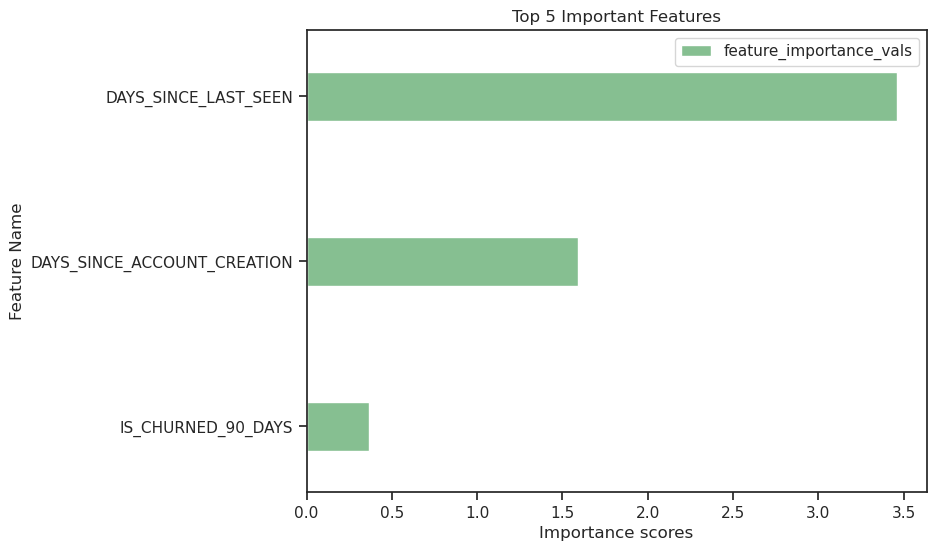 Top 5 Important Features
feature_importance_vals
Feature Name
DAYS_SINCE_LAST_SEEN
DAYS_SINCE_ACCOUNT_CREATION
IS_CHURNED_90_DAYS
0.0 0.5 1.0 1.5 2.0 2.5 3.0 3.5
Importance scores